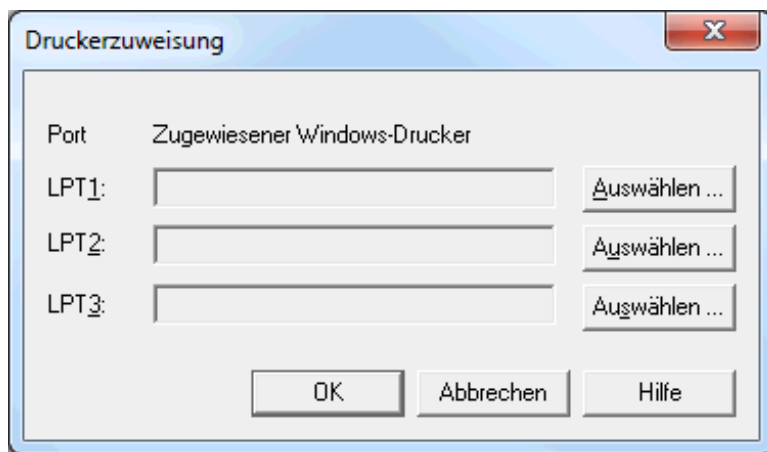 Druckerzuweisung
Port Zugewiesener Windows-Drucker
LPT1: Auswählen ...
LPT2: Auswählen ...
LPT3: Auswählen ...
OK Abbrechen Hilfe